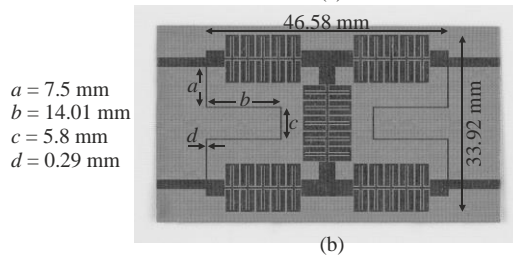 46.58 mm
a = 7.5 mm
b = 14.01 mm
c = 5.8 mm
d = 0.29 mm
a
b
c
d
33.92 mm
(b)